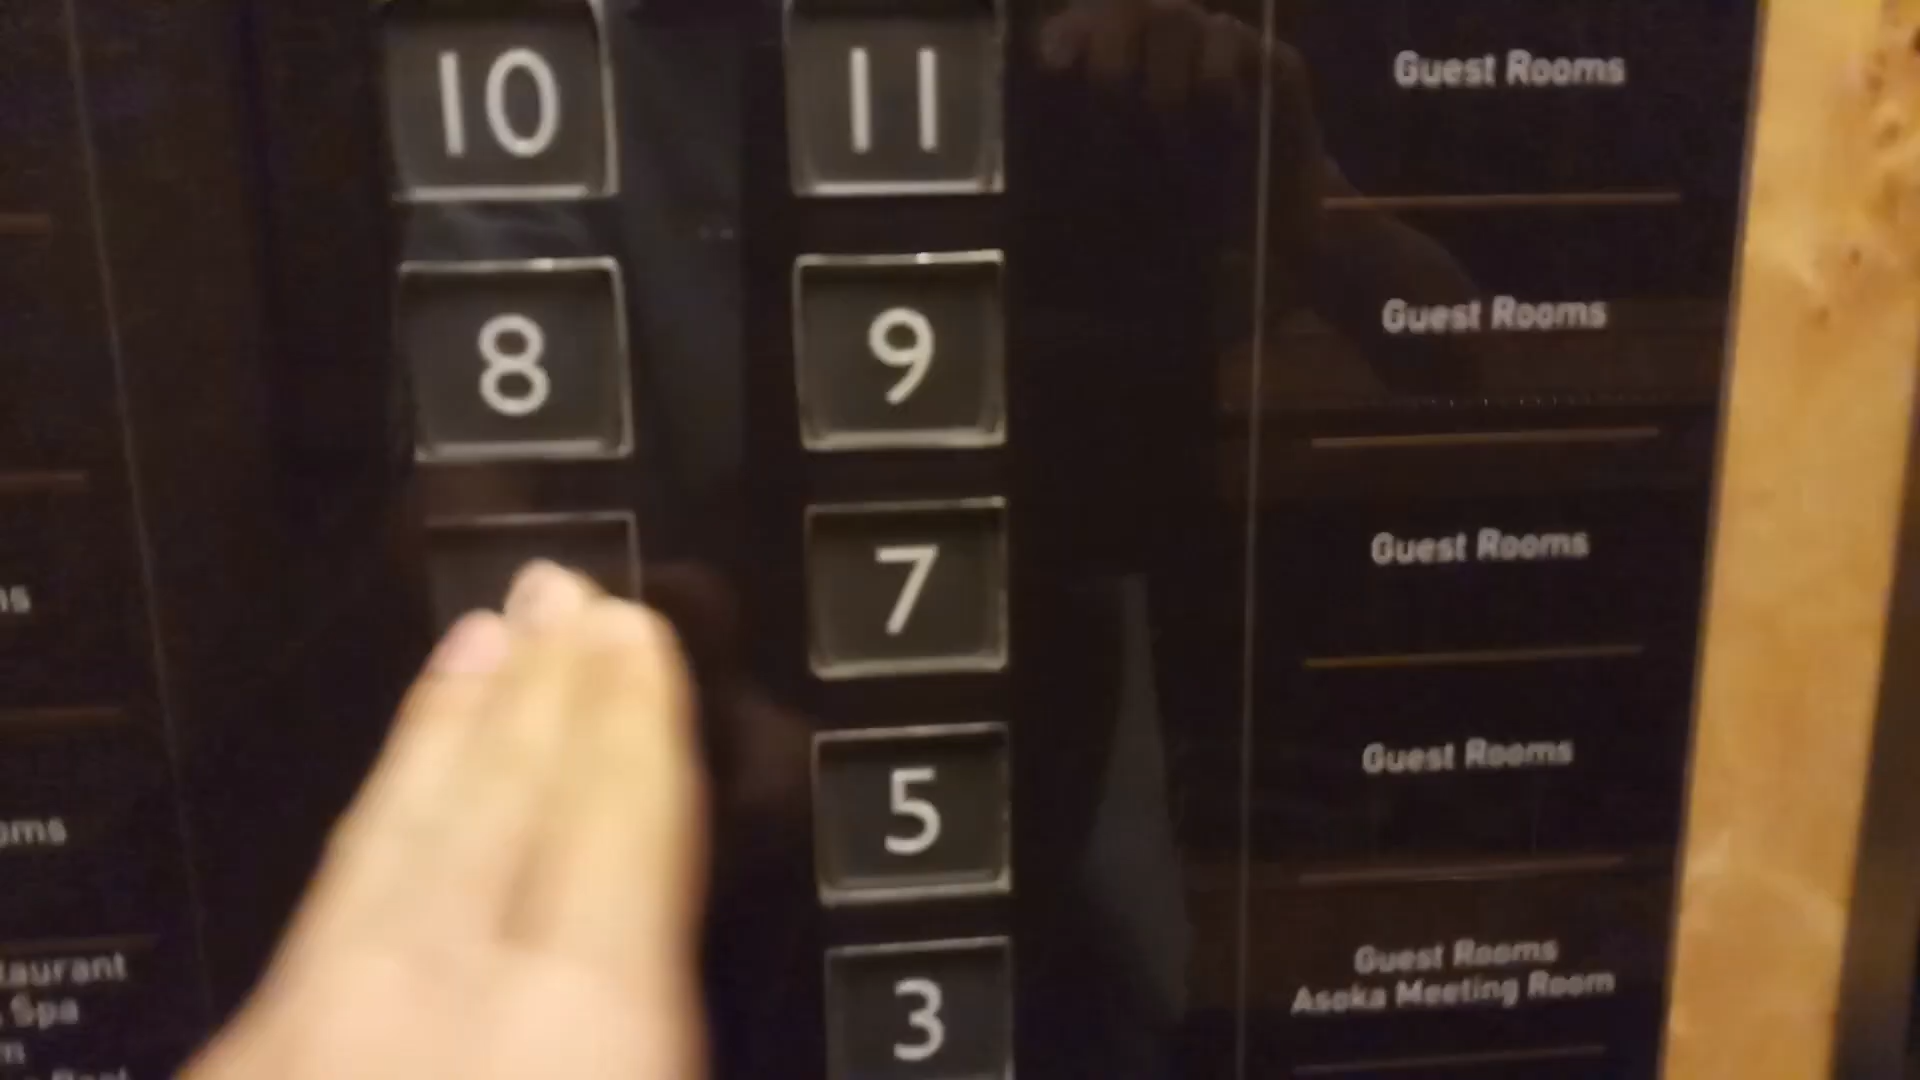 10 11 Guest Rooms
8 9 Guest Rooms
7 Guest Rooms
5 Guest Rooms
3 Guest Rooms
Asoka Meeting Room
Spa